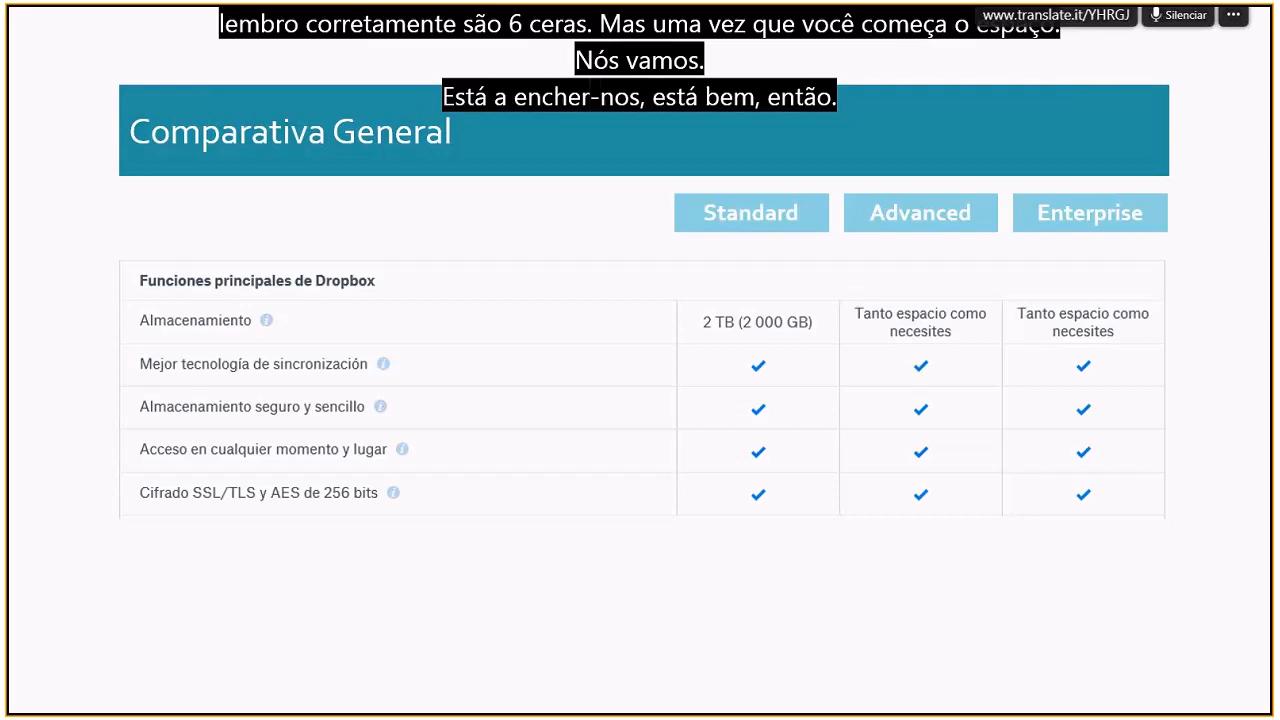 lembro corretamente são 6 ceras. Mas uma vez que você começa o espaço.
Nós vamos.
Está a encher-nos, está bem, então.
www.translate.it/YHRGJ
Silenciar
Comparativa General
Standard
Advanced
Enterprise
Funciones principales de Dropbox
Almacenamiento
2 TB (2 000 GB)
Tanto espacio como
necesites
Tanto espacio como
necesites
Mejor tecnología de sincronización
Almacenamiento seguro y sencillo
Acceso en cualquier momento y lugar
Cifrado SSL/TLS y AES de 256 bits